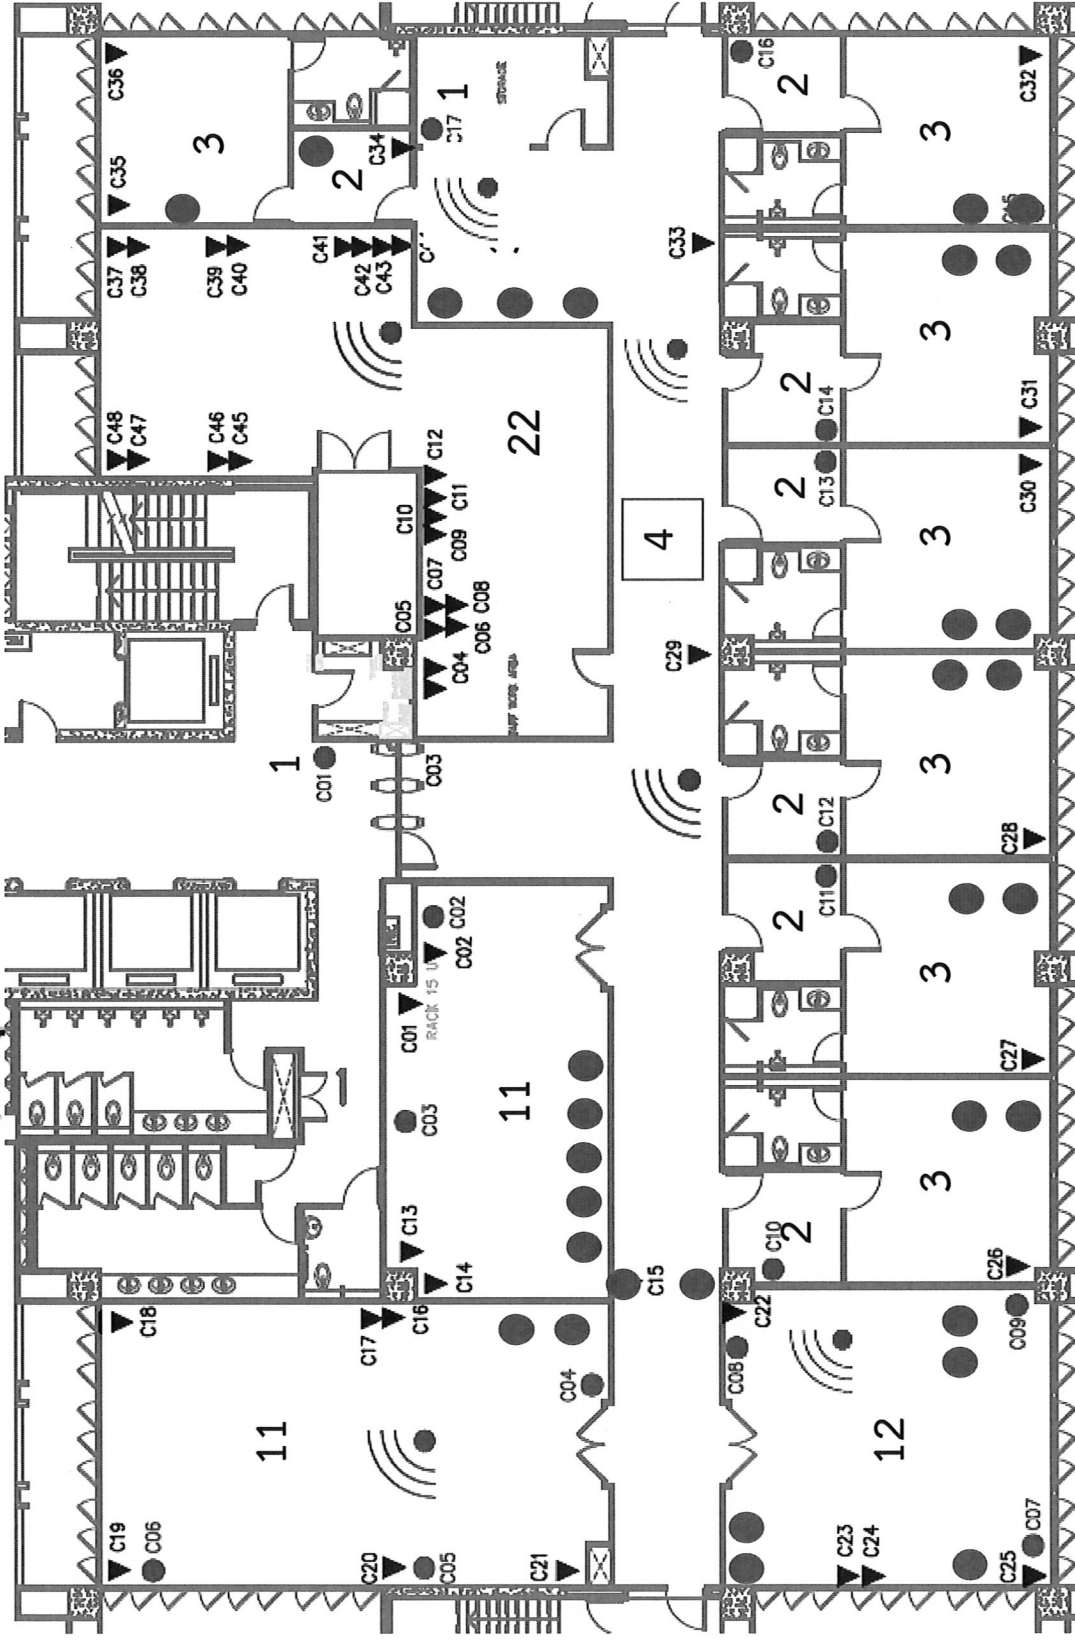 C36
C35
3
2
C34
1
STORAGE
C17
C16
2
3
C32
C37
C38
C39
C40
C41
C42
C43
C33
C48
C47
C46
C45
22
C12
C11
C10
C09
C07
C08
C05
C06
C04
4
2
C14
3
C31
2
C13
3
C30
C29
1
C01
C03
2
C12
3
C28
C02
C02
C01
RACK 15 U
C03
11
C13
C14
1
2
C11
3
C27
C10
2
3
C26
C18
C17
C16
C15
C04
11
C19
C06
C20
C05
C21
C22
C08
C09
12
C23
C24
C25
C07